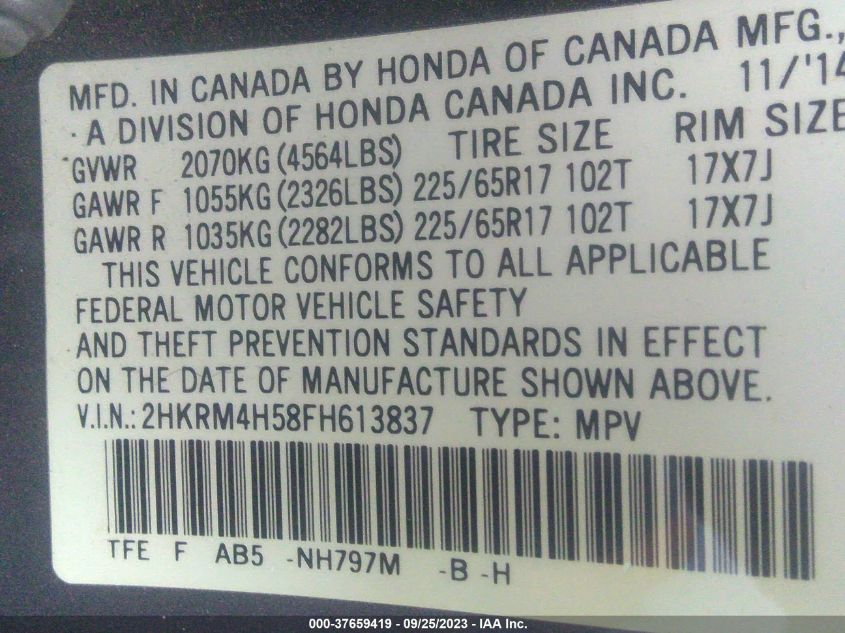 MFD. IN CANADA BY HONDA OF CANADA MFG.,
· A DIVISION OF HONDA CANADA INC. 11/'14
GVWR 2070KG (4564LBS) TIRE SIZE RIM SIZE
GAWR F 1055KG (2326LBS) 225/65R17 102T 17X7J
GAWR R 1035KG (2282LBS) 225/65R17 102T 17X7J
THIS VEHICLE CONFORMS TO ALL APPLICABLE
FEDERAL MOTOR VEHICLE SAFETY
AND THEFT PREVENTION STANDARDS IN EFFECT
ON THE DATE OF MANUFACTURE SHOWN ABOVE.
V.I.N.: 2HKRM4H58FH613837 TYPE: MPV
TFE F AB5 -NH797M -B -H
000-37659419 - 09/25/2023 - IAA Inc.